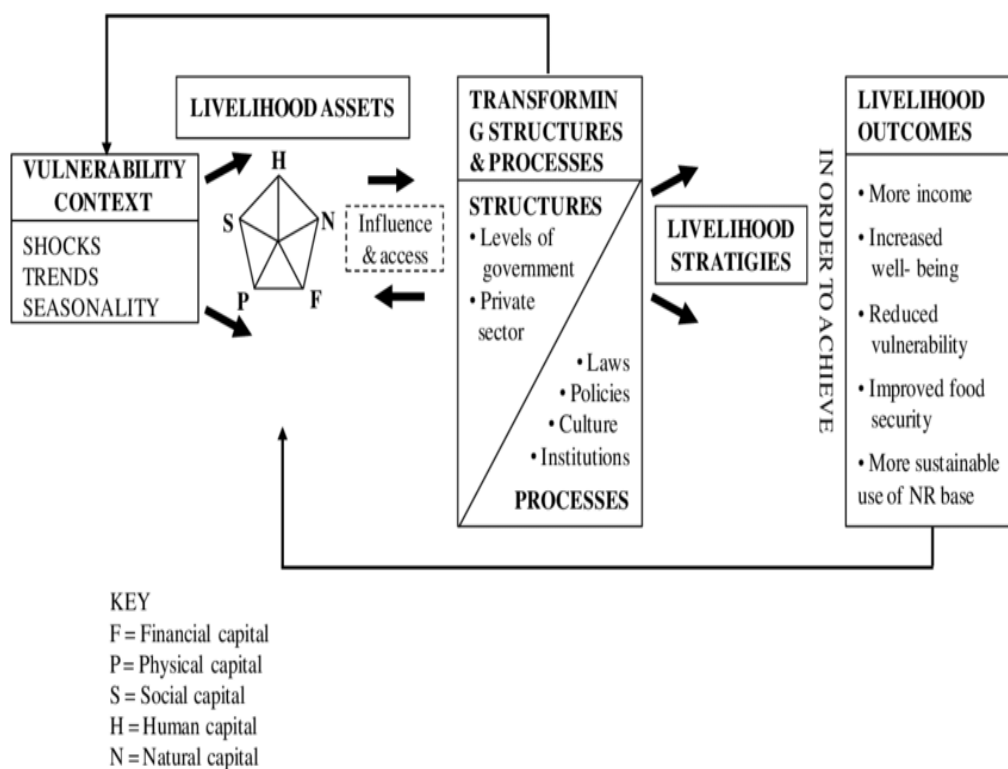 LIVELIHOOD ASSETS
VULNERABILITY
CONTEXT
SHOCKS
TRENDS
SEASONALITY
H
S
N
P
F
Influence
& access
TRANSFORMIN
G STRUCTURES
& PROCESSES
STRUCTURES
• Levels of
government
• Private
sector
• Laws
• Policies
• Culture
• Institutions
PROCESSES
LIVELIHOOD
STRATIGIES
IN ORDER TO ACHIEVE
LIVELIHOOD
OUTCOMES
• More income
• Increased
well- being
• Reduced
vulnerability
• Improved food
security
• More sustainable
use of NR base
KEY
F = Financial capital
P = Physical capital
S = Social capital
H = Human capital
N = Natural capital